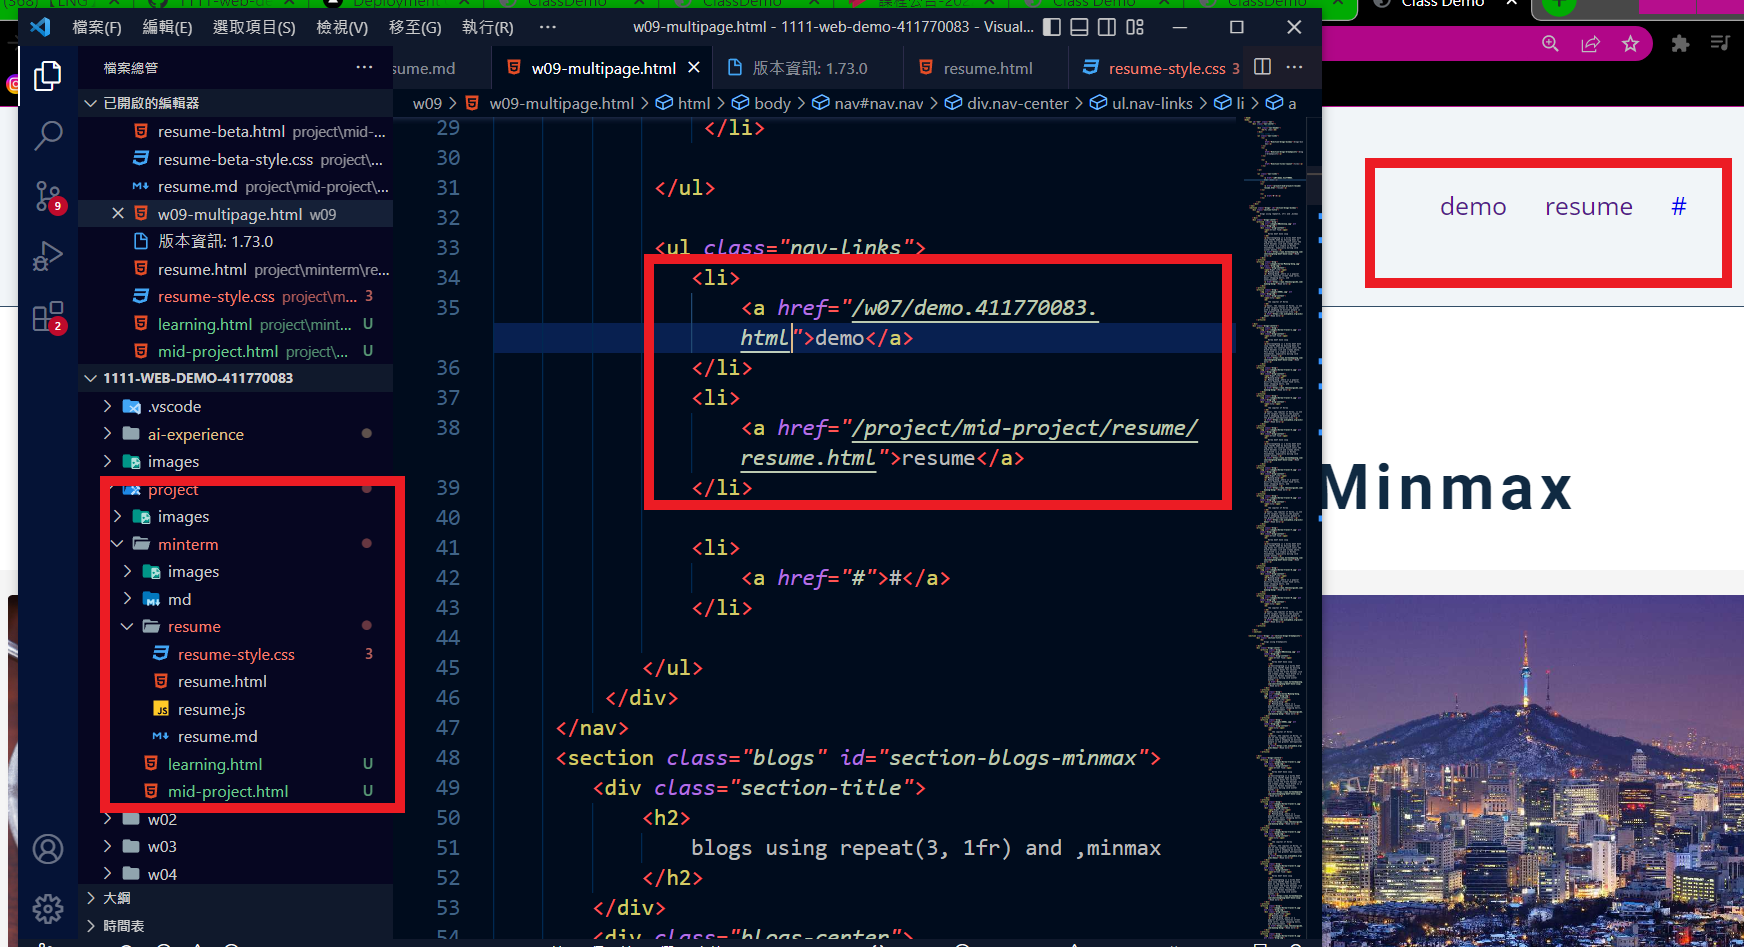 檔案(F) 編輯(E) 選取項目(S) 檢視(V) 移至(G) 執行(R) ··· w09-multipage.html - 1111-web-demo-411770083 - Visual...
Class Demo
檔案總管
sume.md
w09-multipage.html
版本資訊: 1.73.0
resume.html
resume-style.css 3
w09 > w09-multipage.html > html > body > nav#nav.nav > div.nav-center > ul.nav-links > li > a
已開啟的編輯器
resume-beta.html project\mid-...
resume-beta-style.css project\...
resume.md project\mid-project\...
w09-multipage.html w09
版本資訊: 1.73.0
resume.html project\minterm\re...
resume-style.css project\m... 3
learning.html project\mint... U
mid-project.html project\... U
1111-WEB-DEMO-411770083
.vscode
ai-experience
images
project
images
minterm
images
md
resume
resume-style.css 3
resume.html
resume.js
resume.md
learning.html U
mid-project.html U
w02
w03
w04
大綱
時間表
9
2
29 </li>
30
31 </ul>
32
33 <ul class="nav-links">
34 <li>
35 <a href="/w07/demo.411770083.
html">demo</a>
36 </li>
37 <li>
38 <a href="/project/mid-project/resume/
resume.html">resume</a>
39 </li>
40
41 <li>
42 <a href="#">#</a>
43 </li>
44
45 </ul>
46 </div>
47 </nav>
48 <section class="blogs" id="section-blogs-minmax">
49 <div class="section-title">
50 <h2>
51 blogs using repeat(3, 1fr) and ,minmax
52 </h2>
53 </div>
54 <div class="blogs-center">
demo resume #
Minmax